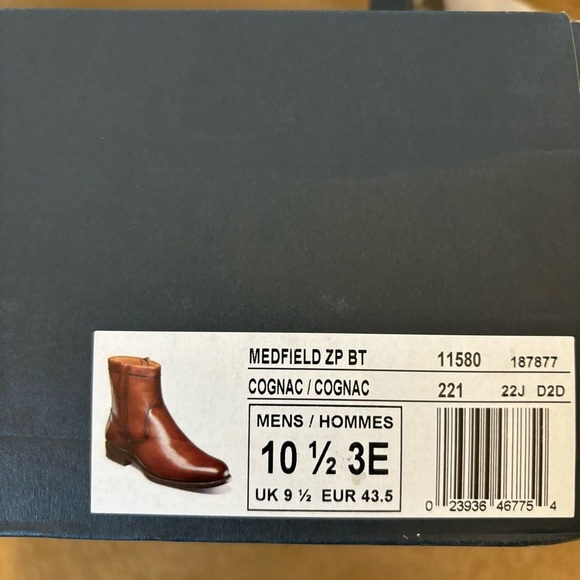 MEDFIELD ZP BT 11580 187877
COGNAC / COGNAC 221 22J D2D
MENS / HOMMES
10 ½ 3E
UK 9 ½ EUR 43.5
0 23936 46775 4